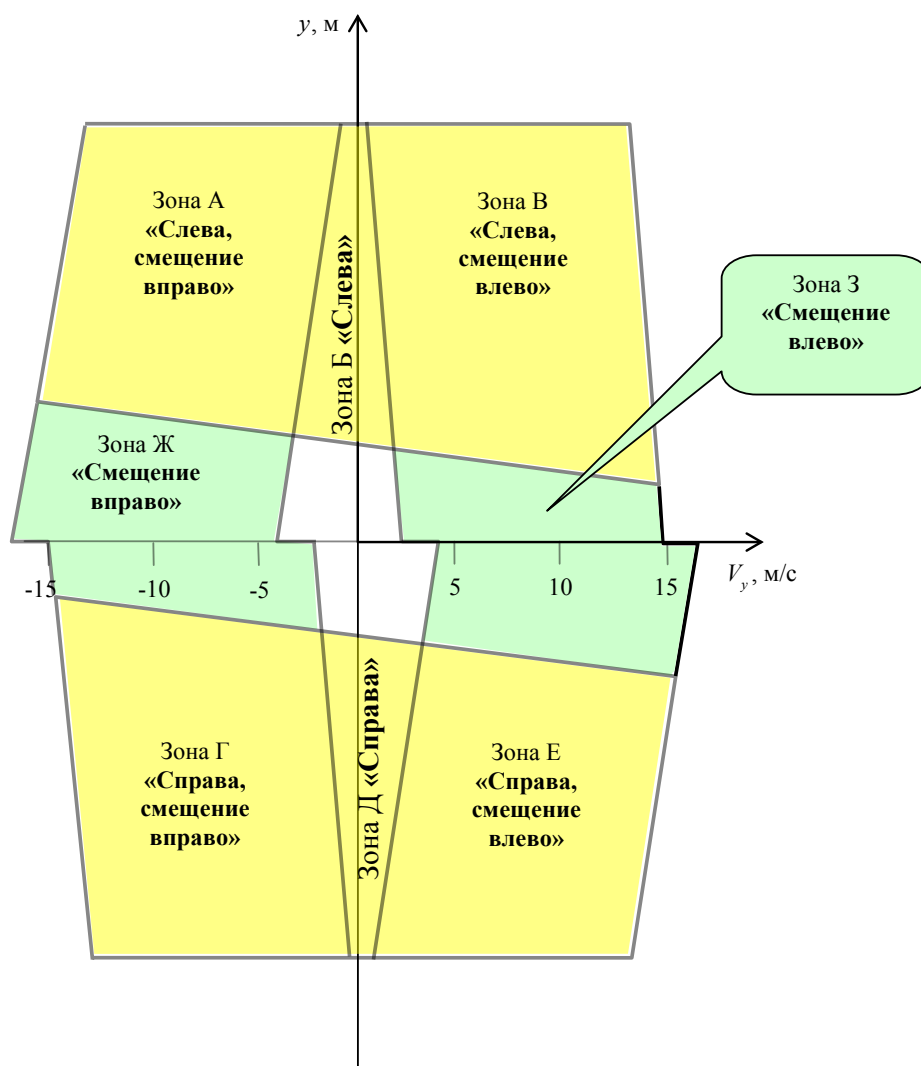 y, м
Зона А
«Слева,
смещение
вправо»
Зона Б «Слева»
Зона В
«Слева,
смещение
влево»
Зона З
«Смещение
влево»
Зона Ж
«Смещение
вправо»
-15
-10
-5
5
10
15
Vy, м/с
Зона Г
«Справа,
смещение
вправо»
Зона Д «Справа»
Зона Е
«Справа,
смещение
влево»